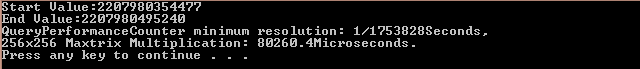 Start Value:2207980354477
End Value:2207980495240
QueryPerformanceCounter minimum resolution: 1/1753828Seconds,
256x256 Maxtrix Multiplication: 80260.4Microseconds.
Press any key to continue . . .